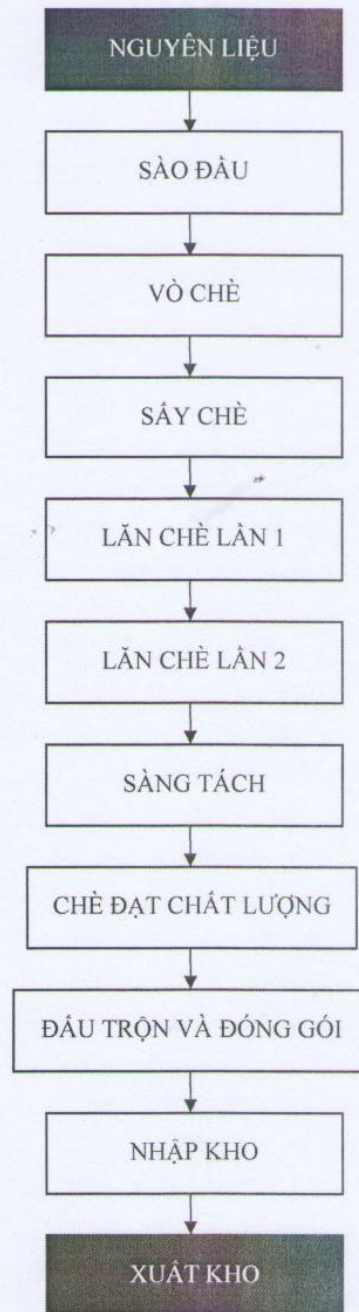 NGUYÊN LIỆU
SÀO ĐẦU
VÒ CHÈ
SẤY CHÈ
LĂN CHÈ LẦN 1
LĂN CHÈ LẦN 2
SÀNG TÁCH
CHÈ ĐẠT CHẤT LƯỢNG
ĐẤU TRỘN VÀ ĐÓNG GÓI
NHẬP KHO
XUẤT KHO